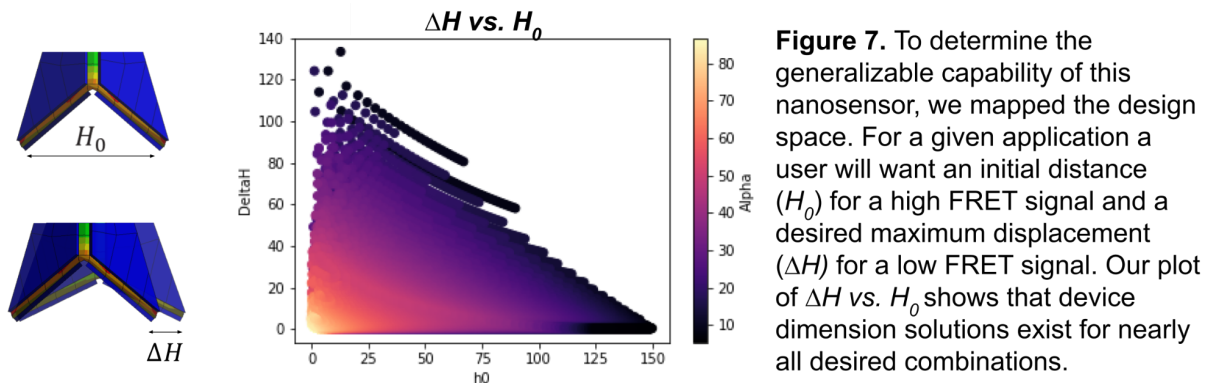 ΔH vs. H0
H0
ΔH
140
120
100
80
60
40
20
0
DeltaH
0 25 50 75 100 125 150
h0
80
70
60
50
40
30
20
10
Alpha
Figure 7. To determine the
generalizable capability of this
nanosensor, we mapped the design
space. For a given application a
user will want an initial distance
(H0) for a high FRET signal and a
desired maximum displacement
(ΔH) for a low FRET signal. Our plot
of ΔH vs. H0 shows that device
dimension solutions exist for nearly
all desired combinations.